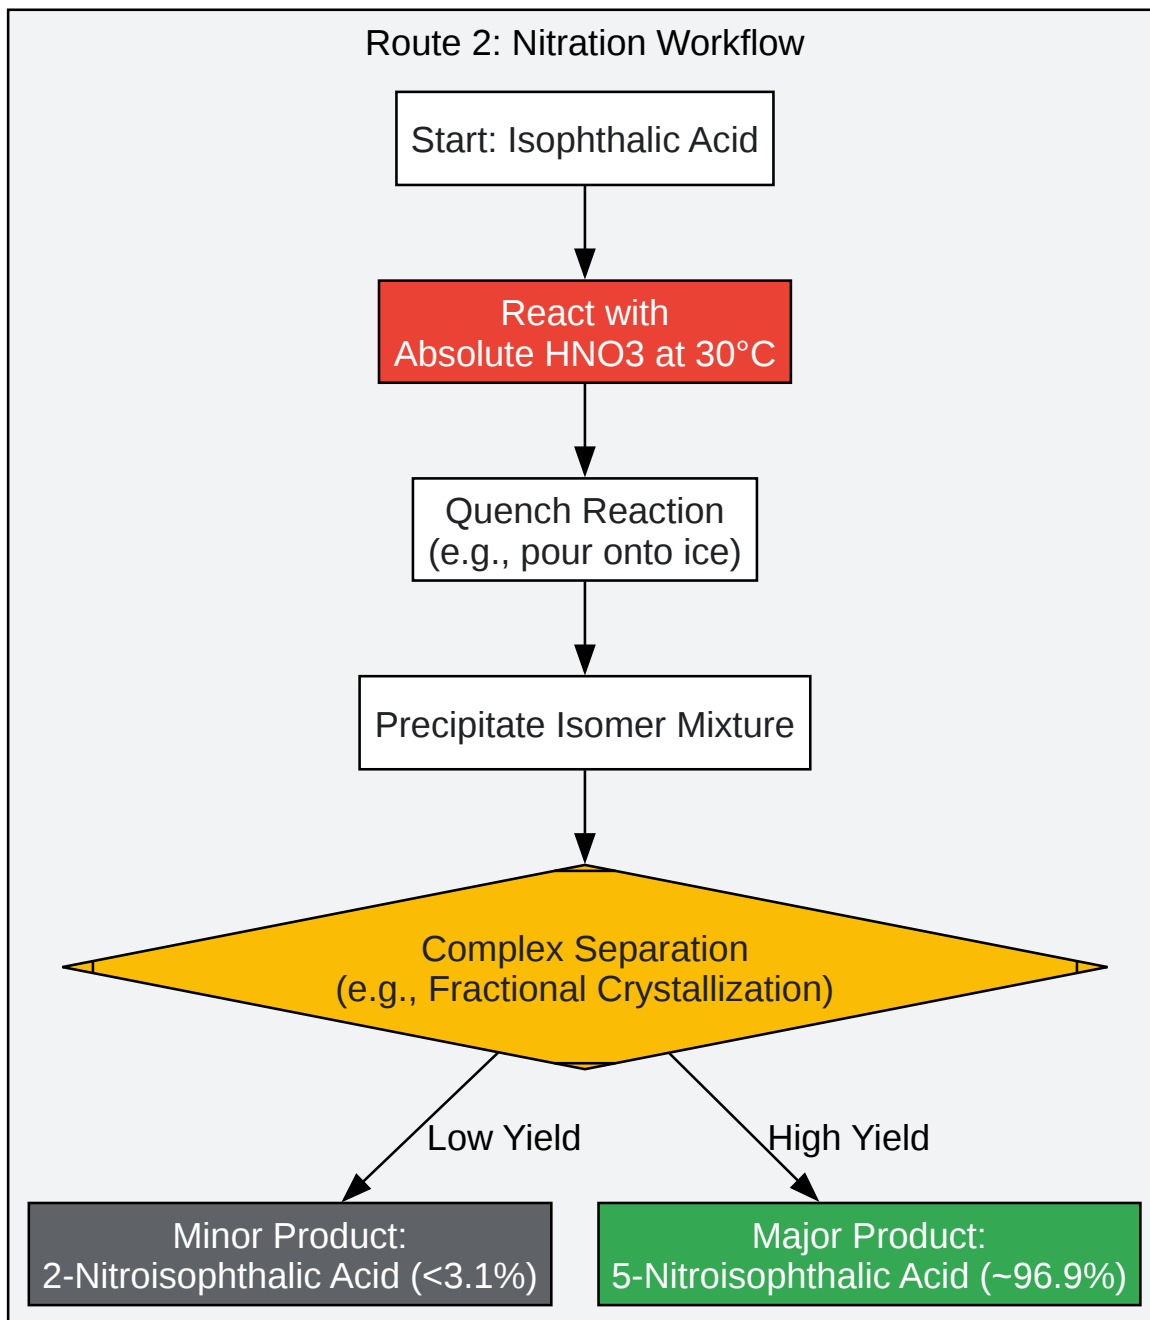 Route 2: Nitration Workflow
Start: Isophthalic Acid
React with
Absolute HNO3 at 30°C
Quench Reaction
(e.g., pour onto ice)
Precipitate Isomer Mixture
Complex Separation
(e.g., Fractional Crystallization)
Low Yield
High Yield
Minor Product:
2-Nitroisophthalic Acid (<3.1%)
Major Product:
5-Nitroisophthalic Acid (~96.9%)